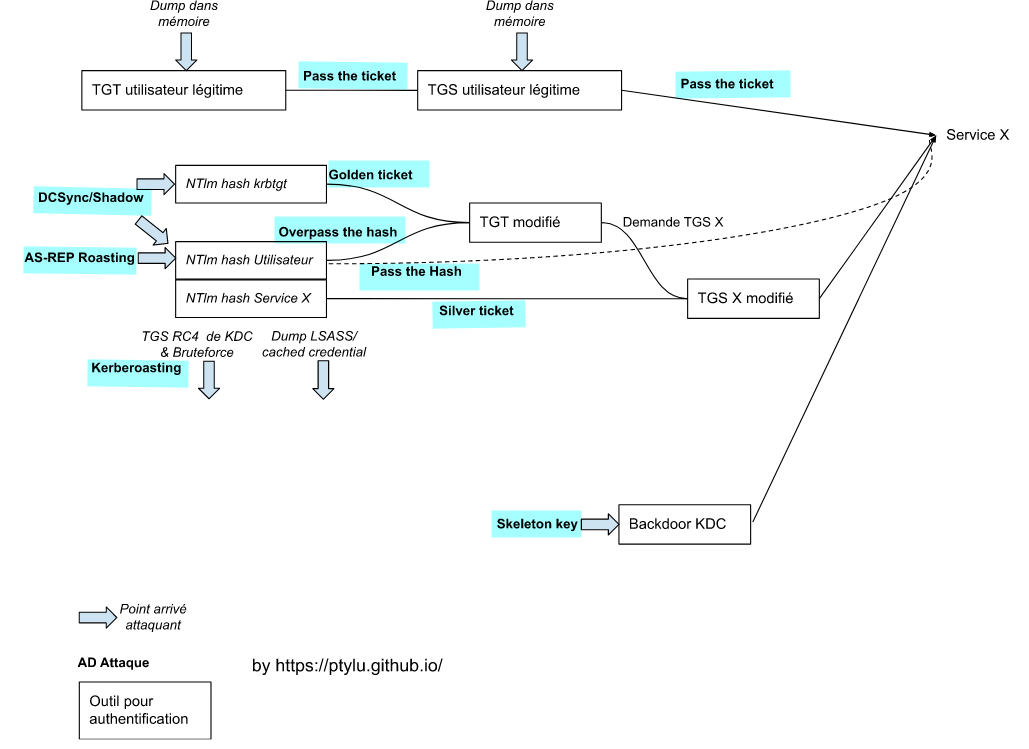 Dump dans
mémoire
Dump dans
mémoire
TGT utilisateur légitime
Pass the ticket
TGS utilisateur légitime
Pass the ticket
Service X
NTlm hash krbtgt
Golden ticket
DCSync/Shadow
TGT modifié
Demande TGS X
Overpass the hash
AS-REP Roasting
NTlm hash Utilisateur
Pass the Hash
NTlm hash Service X
Silver ticket
TGS X modifié
TGS RC4 de KDC
& Bruteforce
Dump LSASS/
cached credential
Kerberoasting
Skeleton key
Backdoor KDC
Point arrivé
attaquant
AD Attaque
by https://ptylu.github.io/
Outil pour
authentification